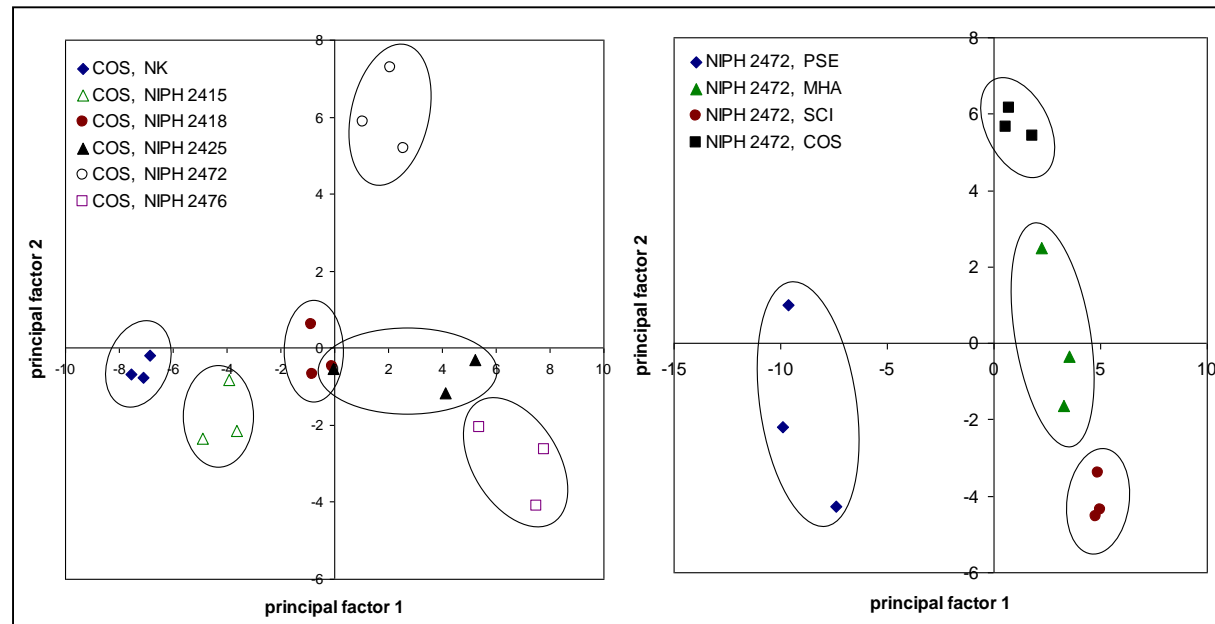 COS, NK
COS, NIPH 2415
COS, NIPH 2418
COS, NIPH 2425
COS, NIPH 2472
COS, NIPH 2476
8
6
4
2
0
-2
-4
-6
-10
-8
-6
-4
-2
0
2
4
6
8
10
principal factor 2
principal factor 1
NIPH 2472, PSE
NIPH 2472, MHA
NIPH 2472, SCI
NIPH 2472, COS
8
6
4
2
0
-2
-4
-6
-15
-10
-5
0
5
10
principal factor 2
principal factor 1